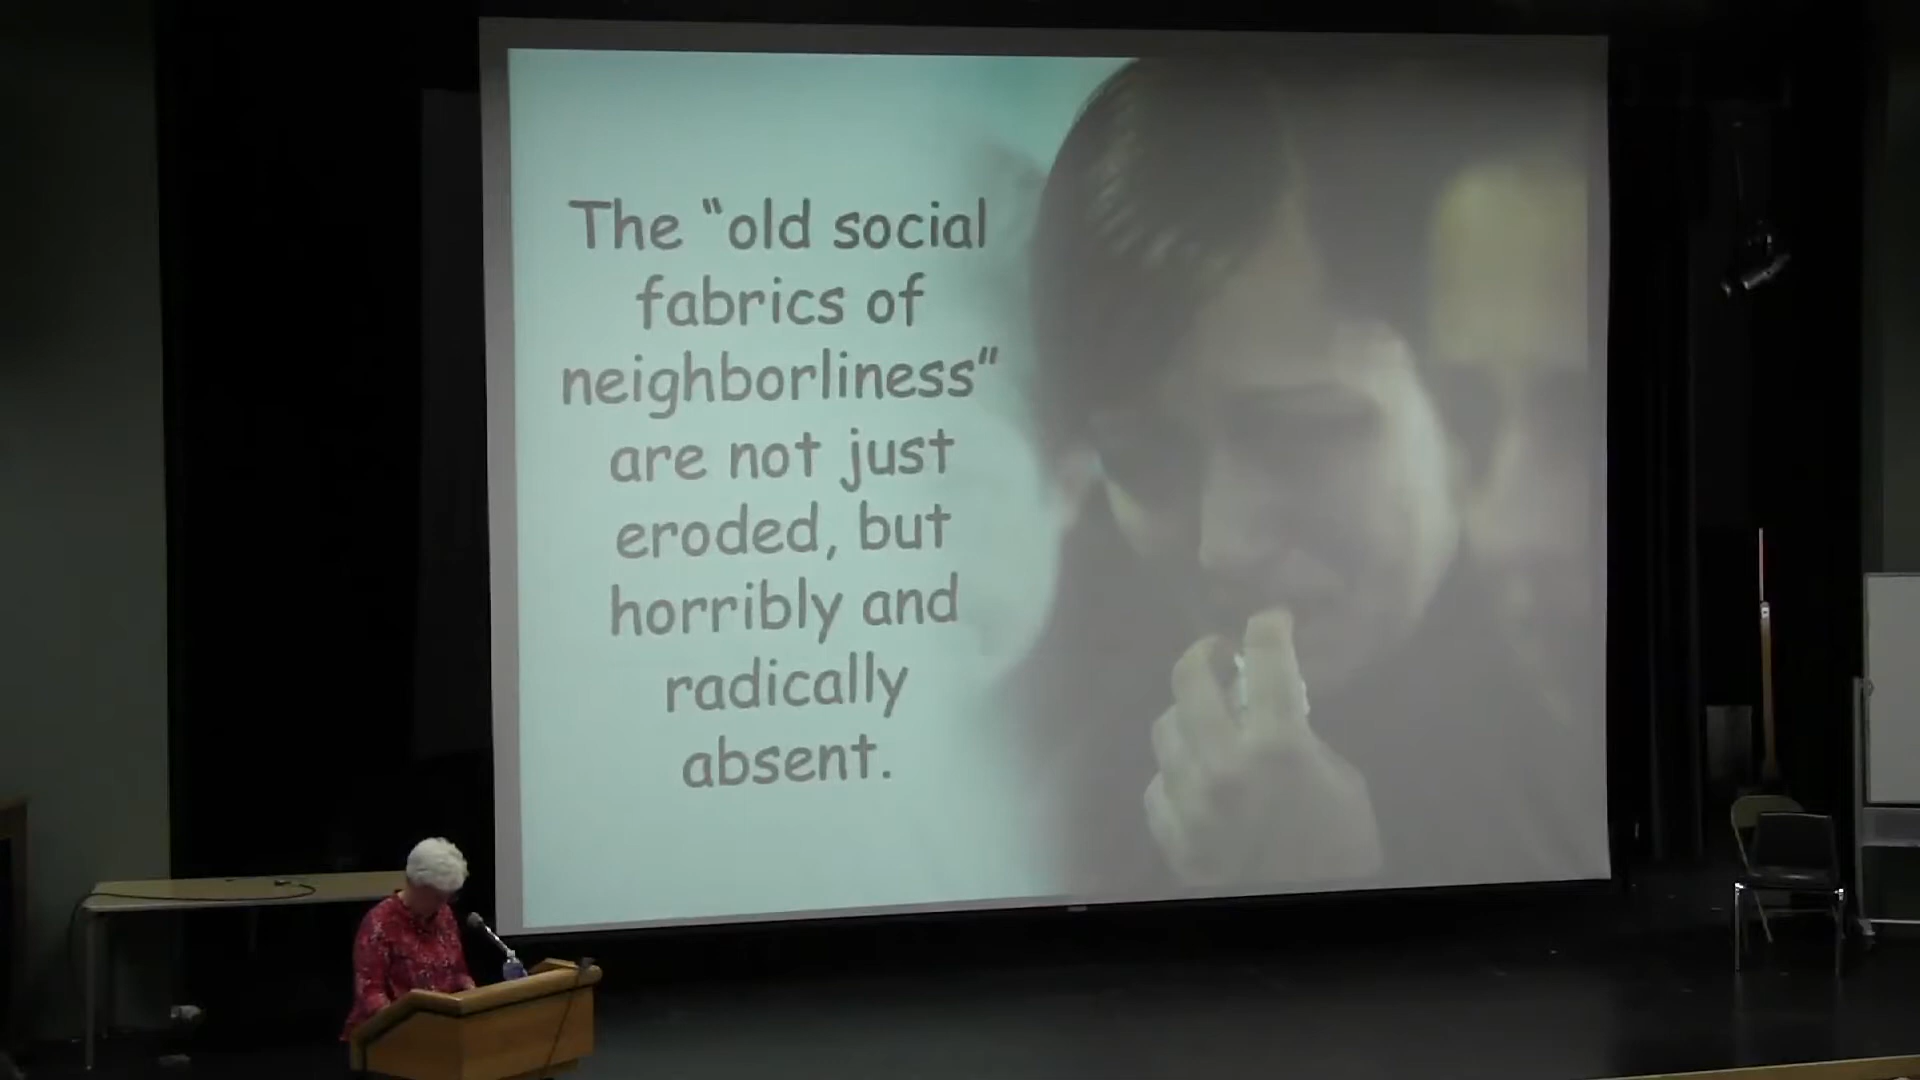 The “old social
fabrics of
neighborliness”
are not just
eroded, but
horribly and
radically
absent.